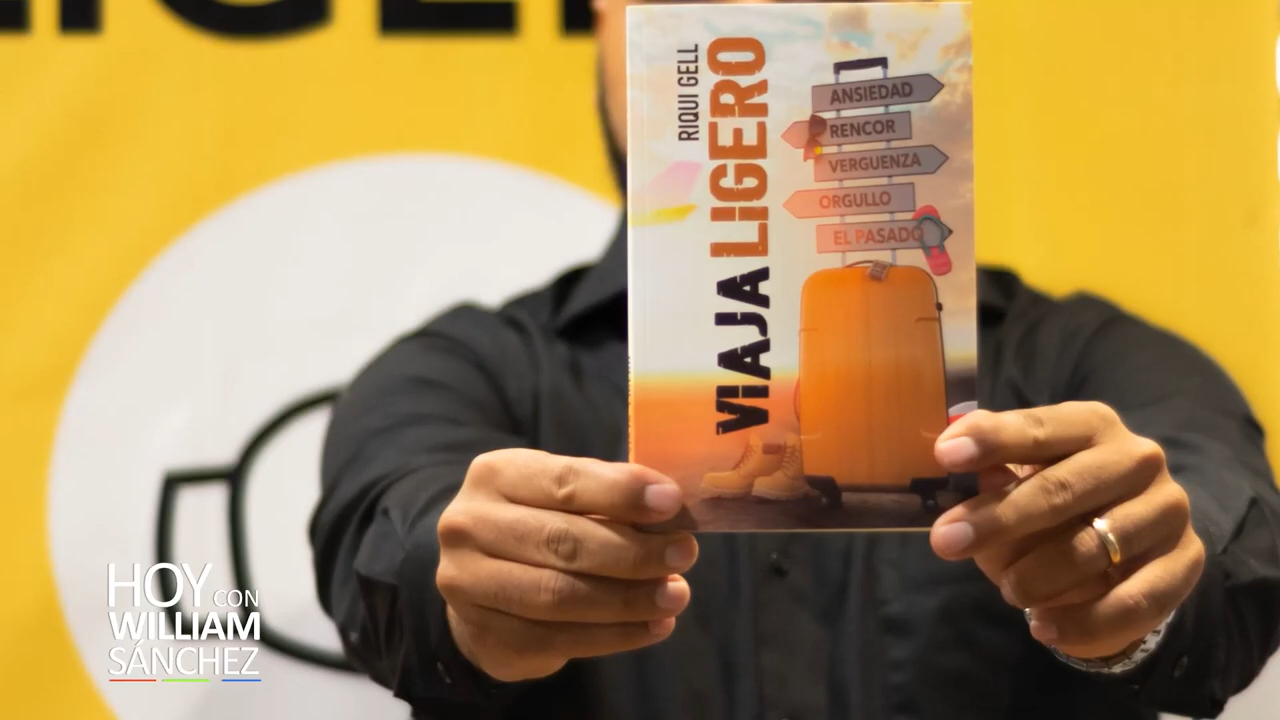 RIQUI GELL
VIAJA LIGERO
ANSIEDAD
RENCOR
VERGUENZA
ORGULLO
EL PASADO
HOY CON
WILLIAM
SÁNCHEZ